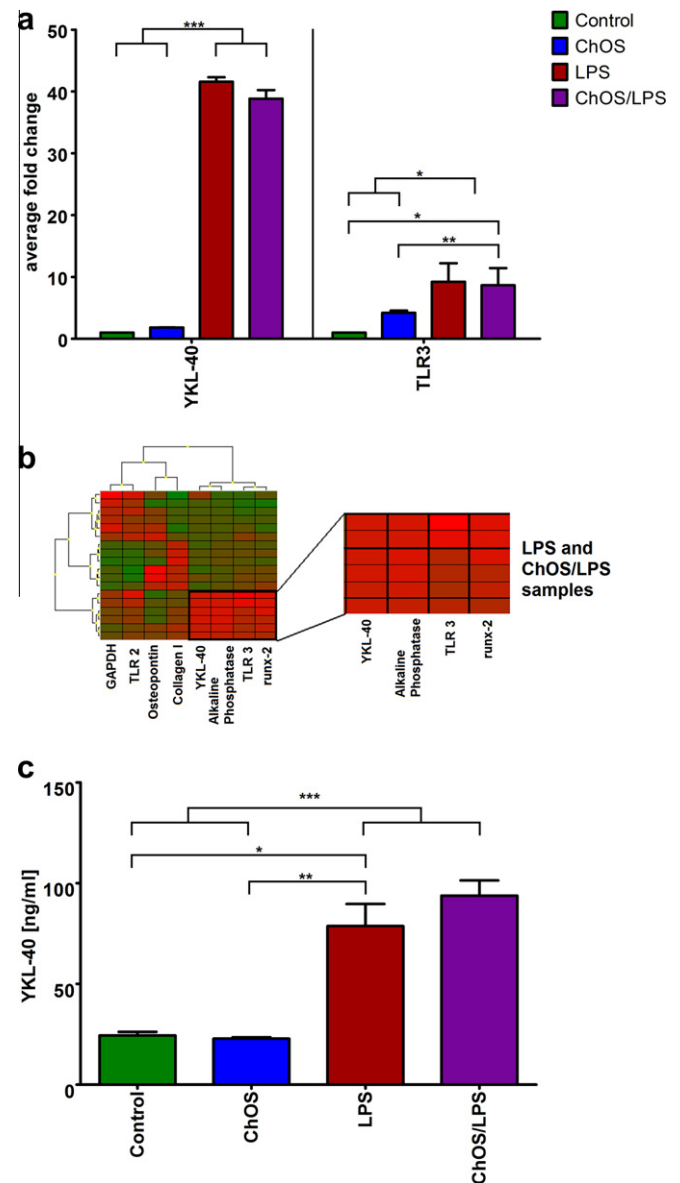 a
50
40
30
20
10
0
average fold change
***
*
*
**
YKL-40
TLR3
Control
ChOS
LPS
ChOS/LPS
b
GAPDH
TLR 2
Osteopontin
Collagen I
YKL-40
Alkaline
Phosphatase
TLR 3
runx-2
YKL-40
Alkaline
Phosphatase
TLR 3
runx-2
LPS and
ChOS/LPS
samples
c
150
100
50
0
YKL-40 [ng/ml]
***
*
**
Control
ChOS
LPS
ChOS/LPS